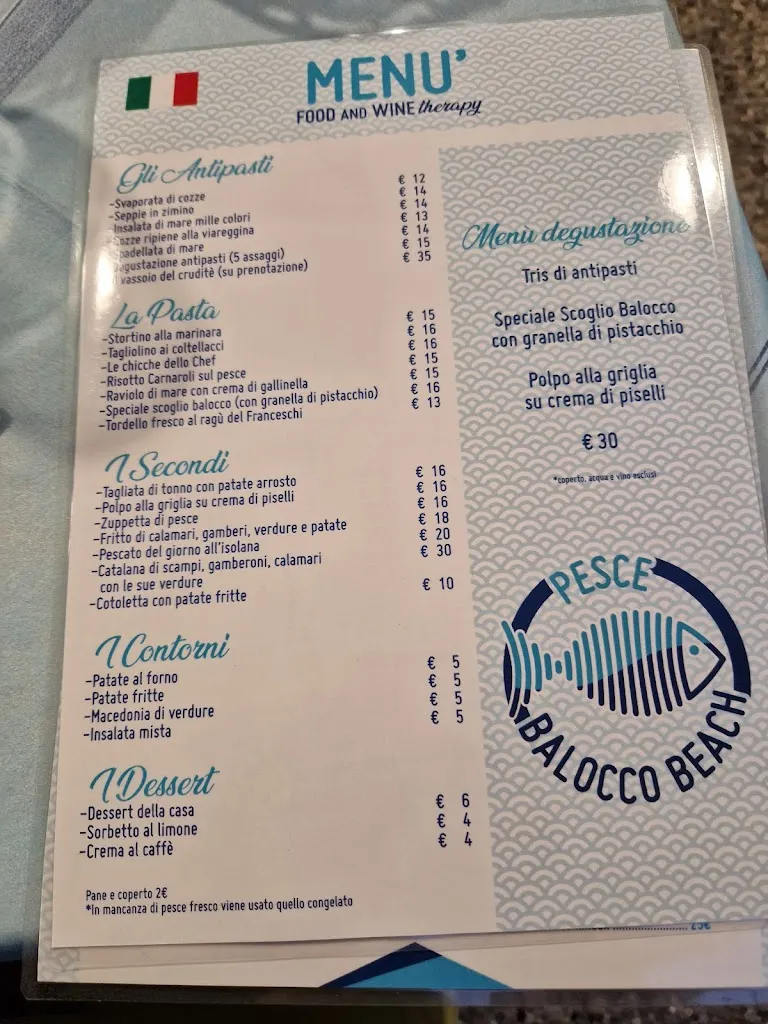 MENU'
FOOD AND WINE therapy
Gli Antipasti
-Svaporata di cozze € 12
-Seppie in zimino € 14
-Insalata di mare mille colori € 14
-Cozze ripiene alla viareggina € 13
padellata di mare € 14
degustazione antipasti (5 assaggi) € 15
vassoio del cruditè (su prenotazione) € 35
La Pasta
-Stortino alla marinara € 15
-Tagliolino ai coltellacci € 16
-Le chicche dello Chef € 16
-Risotto Carnaroli sul pesce € 15
-Raviolo di mare con crema di gallinella € 15
-Speciale scoglio balocco (con granella di pistacchio) € 16
-Tordello fresco al ragù del Franceschi € 13
I Secondi
-Tagliata di tonno con patate arrosto € 16
-Polpo alla griglia su crema di piselli € 16
-Zuppetta di pesce € 16
-Fritto di calamari, gamberi, verdure e patate € 18
-Pescato del giorno all'isolana € 20
-Catalana di scampi, gamberoni, calamari € 30
con le sue verdure
-Cotoletta con patate fritte € 10
I Contorni
-Patate al forno € 5
-Patate fritte € 5
-Macedonia di verdure € 5
-Insalata mista € 5
I Dessert
-Dessert della casa € 6
-Sorbetto al limone € 4
-Crema al caffè € 4
Pane e coperto 2€
*In mancanza di pesce fresco viene usato quello congelato
Menù degustazione
Tris di antipasti
Speciale Scoglio Balocco
con granella di pistacchio
Polpo alla griglia
su crema di piselli
€ 30
*coperto, acqua e vino esclusi
PESCE
BALOCCO BEACH
25€